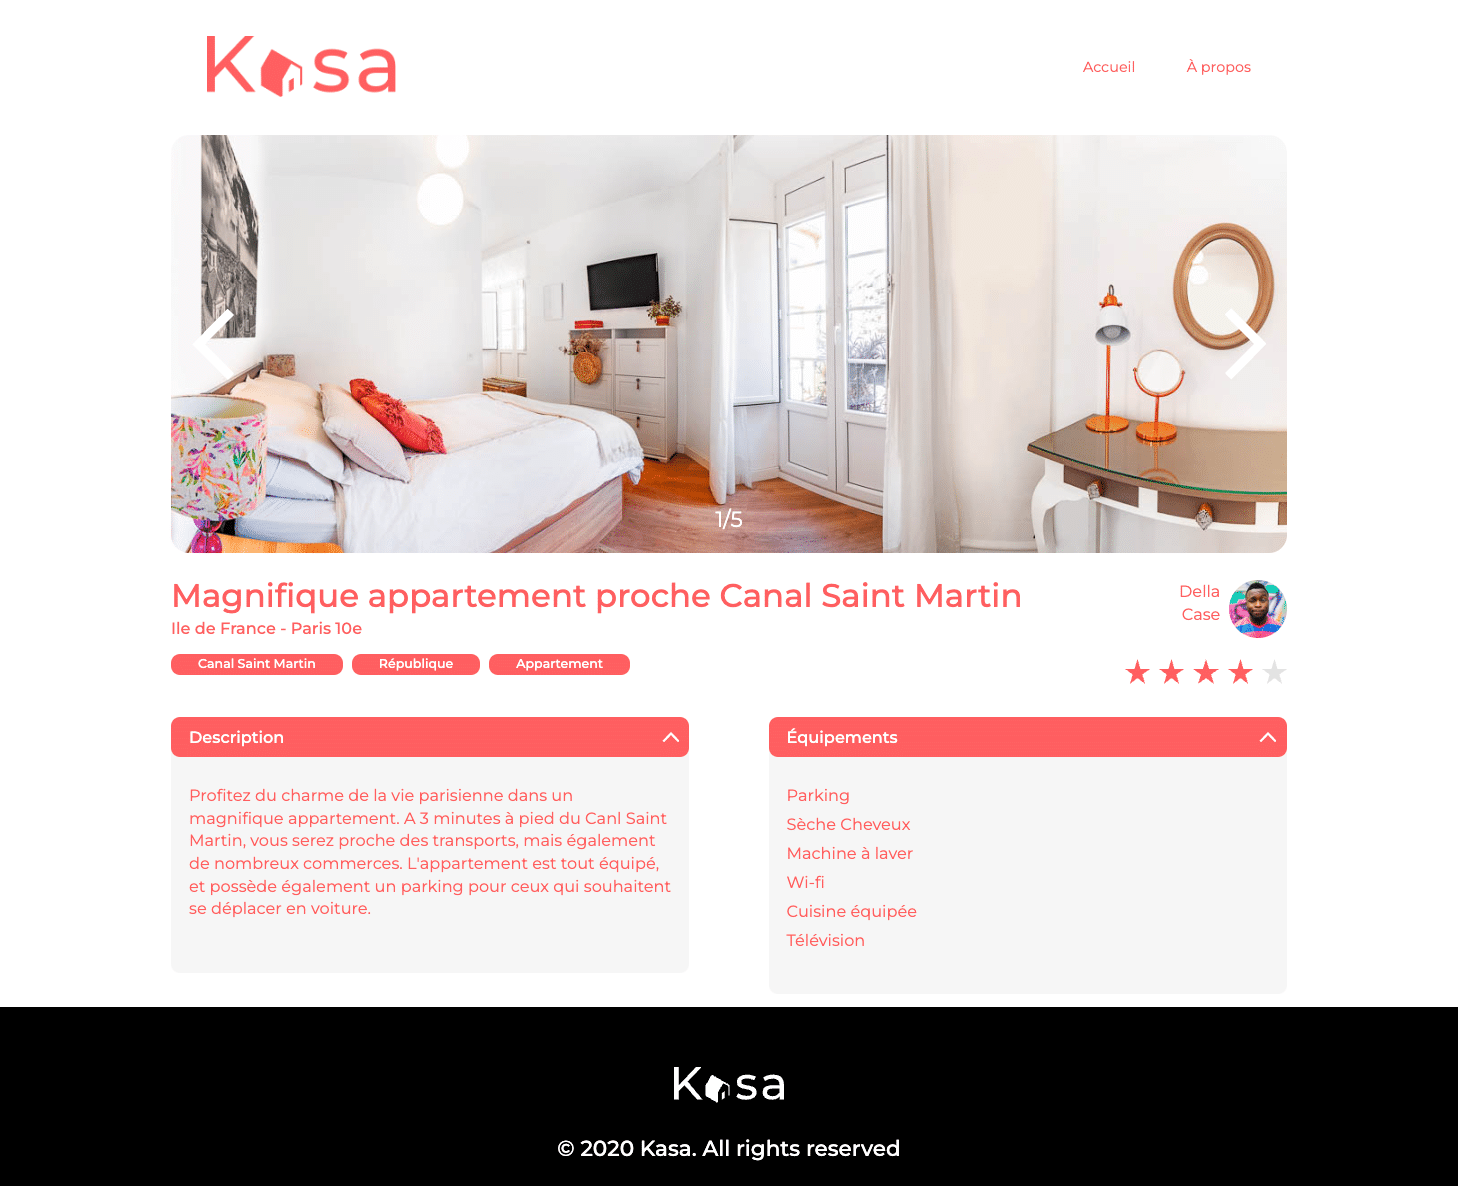 Kasa
Accueil
À propos
1/5
Magnifique appartement proche Canal Saint Martin
Ile de France - Paris 10e
Della
Case
Canal Saint Martin
République
Appartement
Description
Profitez du charme de la vie parisienne dans un
magnifique appartement. A 3 minutes à pied du Canl Saint
Martin, vous serez proche des transports, mais également
de nombreux commerces. L'appartement est tout équipé,
et possède également un parking pour ceux qui souhaitent
se déplacer en voiture.
Équipements
Parking
Sèche Cheveux
Machine à laver
Wi-fi
Cuisine équipée
Télévision
Kasa
© 2020 Kasa. All rights reserved